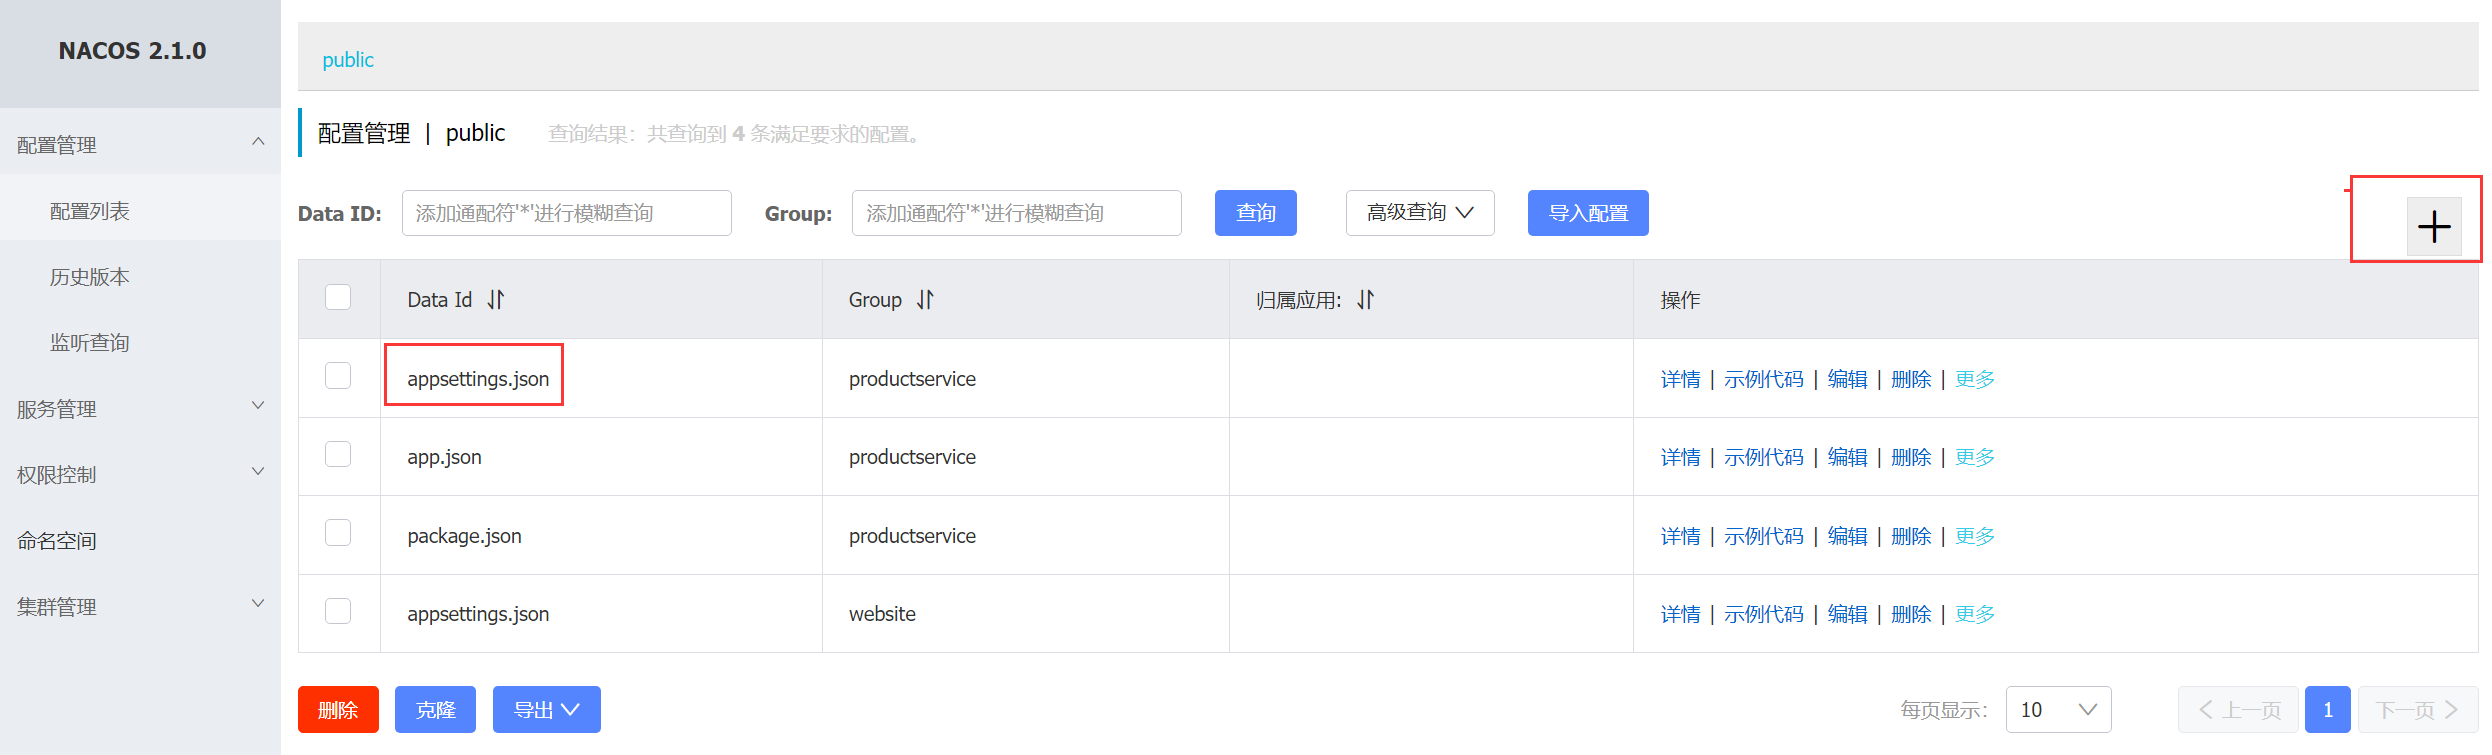 NACOS 2.1.0
配置管理
配置列表
历史版本
监听查询
服务管理
权限控制
命名空间
集群管理
public
配置管理 | public 查询结果：共查询到 4 条满足要求的配置。
Data ID: 添加通配符'*'进行模糊查询 Group: 添加通配符'*'进行模糊查询 查询 高级查询 导入配置
Data Id Group 归属应用: 操作
appsettings.json productservice 详情 | 示例代码 | 编辑 | 删除 | 更多
app.json productservice 详情 | 示例代码 | 编辑 | 删除 | 更多
package.json productservice 详情 | 示例代码 | 编辑 | 删除 | 更多
appsettings.json website 详情 | 示例代码 | 编辑 | 删除 | 更多
删除 克隆 导出 每页显示: 10 上一页 1 下一页